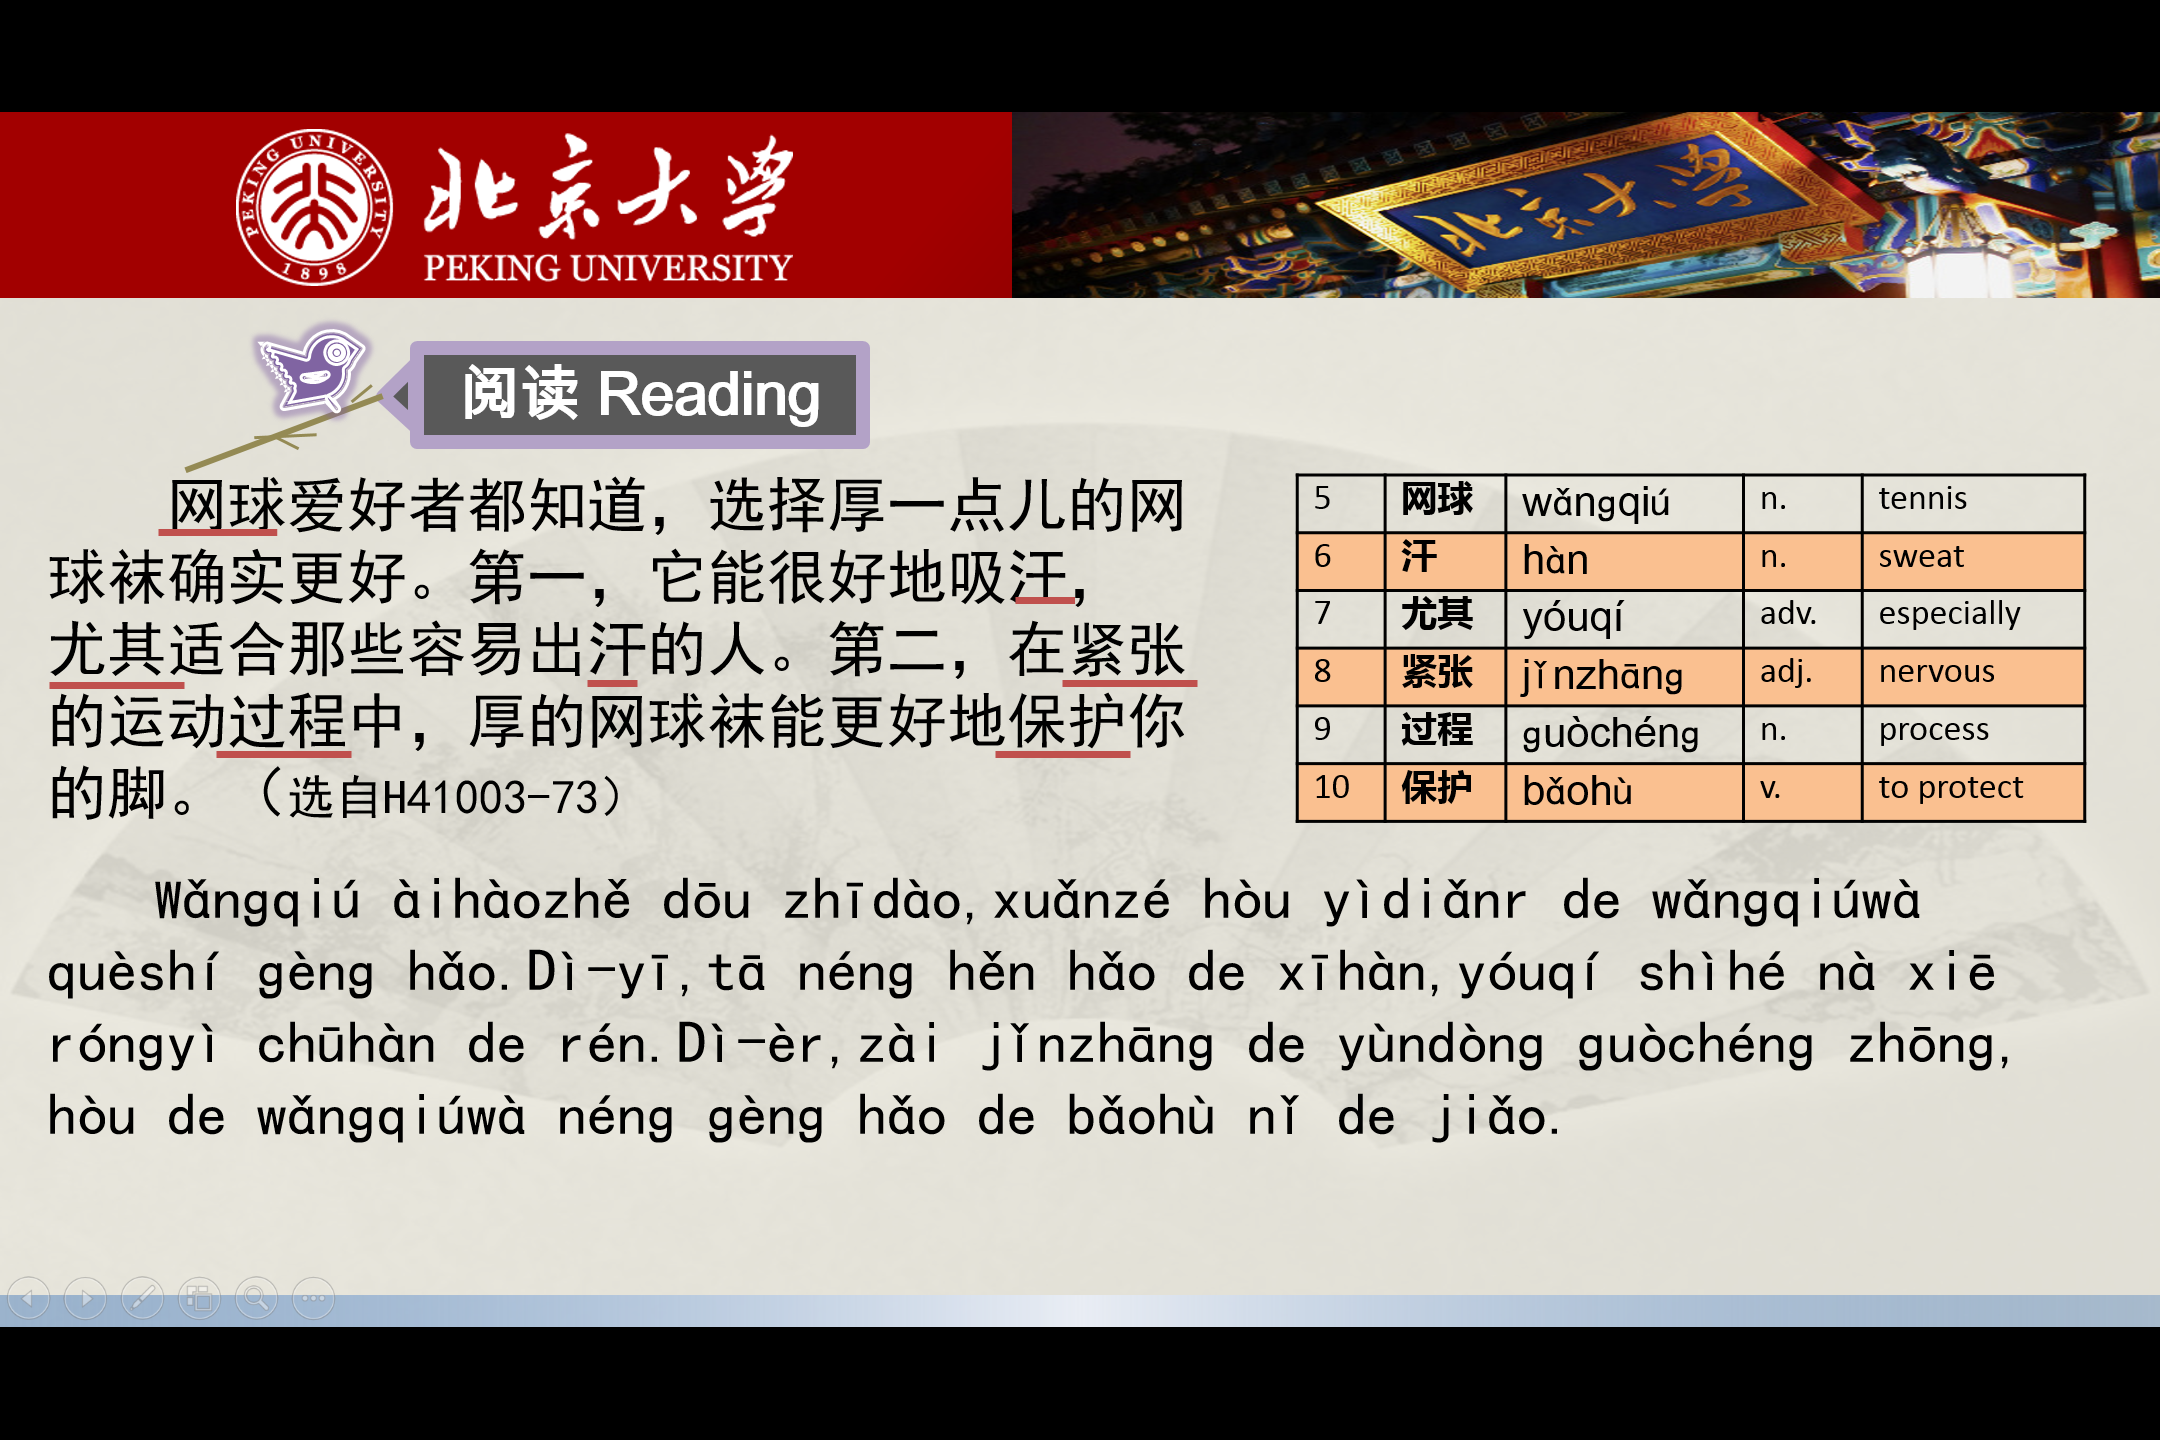 PEKING UNIVERSITY
1898
北京大学
PEKING UNIVERSITY
北京大学
阅读 Reading
网球爱好者都知道，选择厚一点儿的网
球袜确实更好。第一，它能很好地吸汗，
尤其适合那些容易出汗的人。第二，在紧张
的运动过程中，厚的网球袜能更好地保护你
的脚。（选自H41003-73）
5 网球 wǎngqiú n. tennis
6 汗 hàn n. sweat
7 尤其 yóuqí adv. especially
8 紧张 jǐnzhāng adj. nervous
9 过程 guòchéng n. process
10 保护 bǎohù v. to protect
Wǎngqiú àihàozhě dōu zhīdào,xuǎnzé hòu yìdiǎnr de wǎngqiúwà
quèshí gèng hǎo.Dì-yī,tā néng hěn hǎo de xīhàn,yóuqí shìhé nà xiē
róngyì chūhàn de rén.Dì-èr,zài jǐnzhāng de yùndòng guòchéng zhōng,
hòu de wǎngqiúwà néng gèng hǎo de bǎohù nǐ de jiǎo.